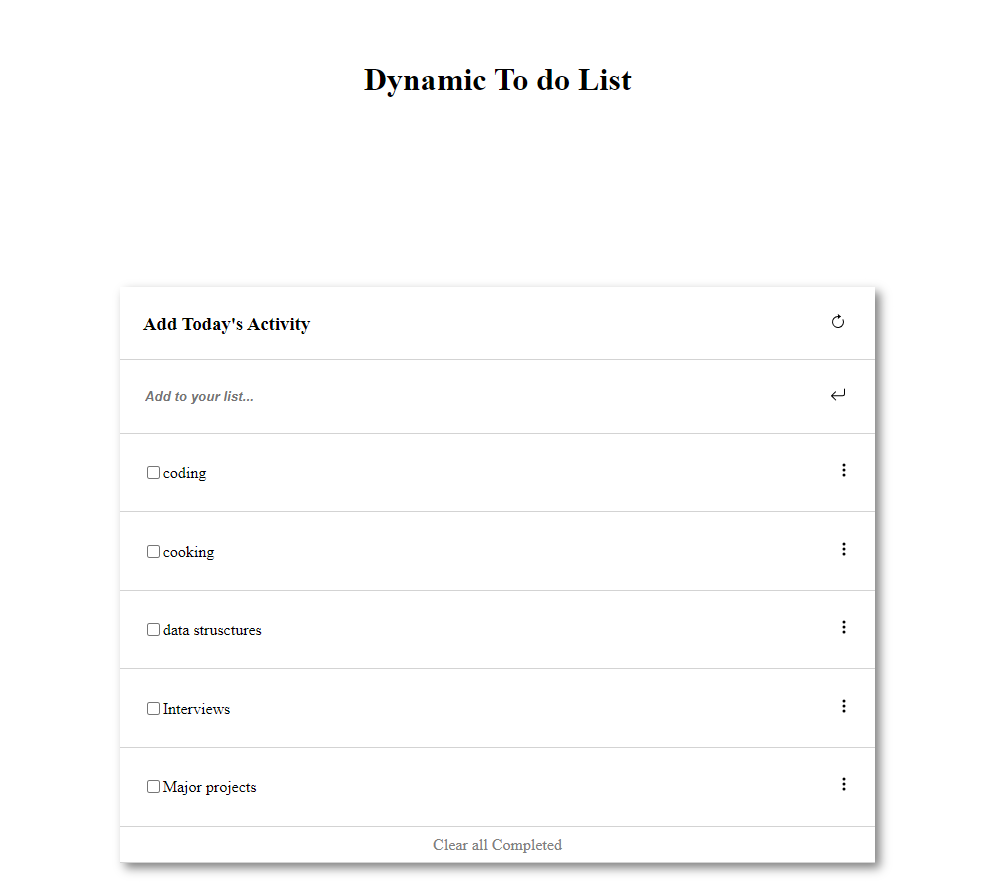 Dynamic To do List
Add Today's Activity
Add to your list...
coding
cooking
data strusctures
Interviews
Major projects
Clear all Completed